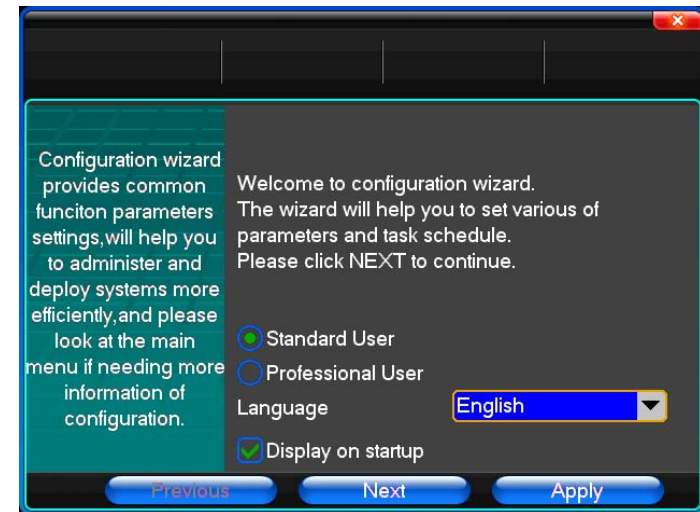 Configuration wizard
provides common
funciton parameters
settings,will help you
to administer and
deploy systems more
efficiently,and please
look at the main
menu if needing more
information of
configuration.
Welcome to configuration wizard.
The wizard will help you to set various of
parameters and task schedule.
Please click NEXT to continue.
Standard User
Professional User
Language English
Display on startup
Previous Next Apply